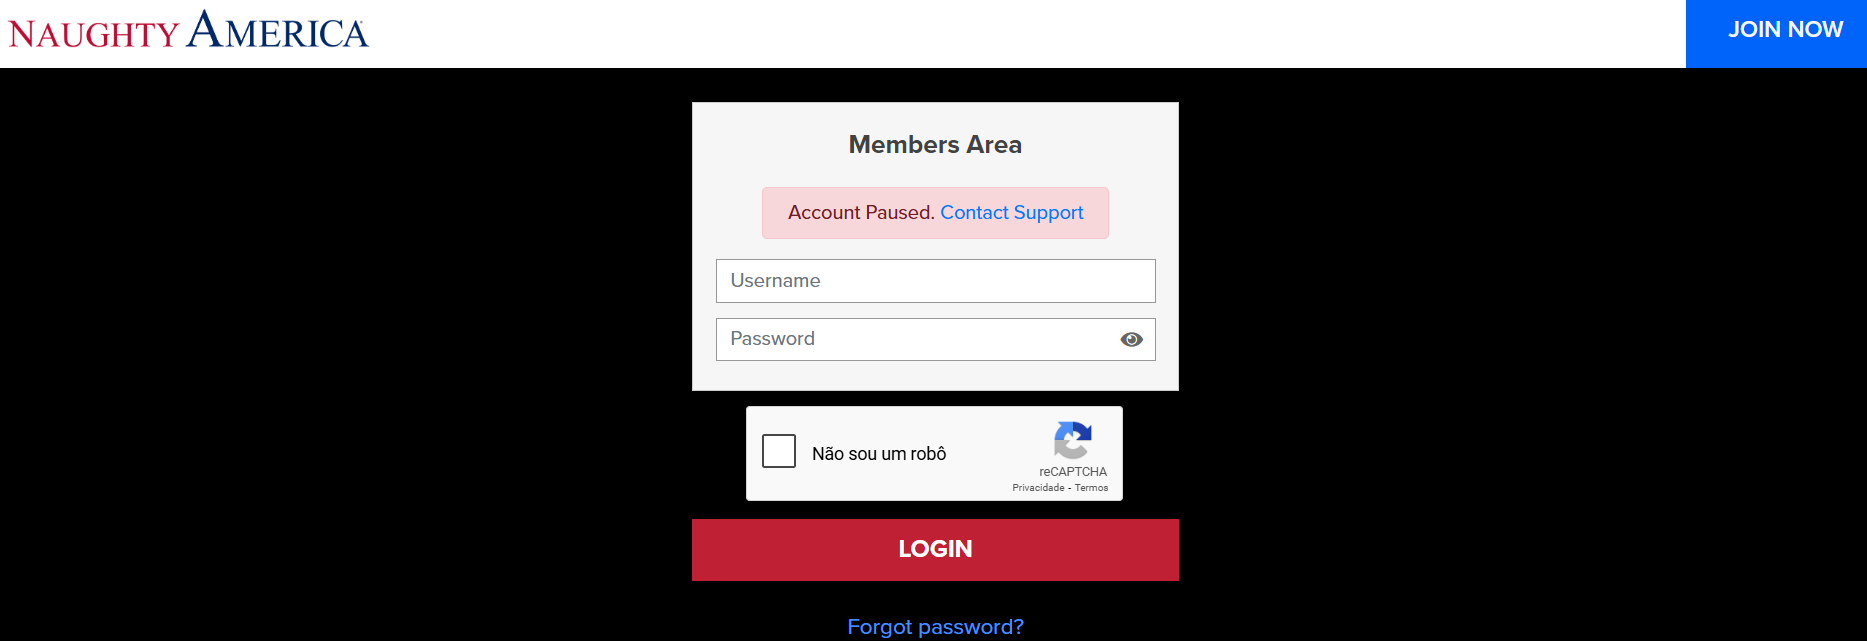 NAUGHTY AMERICA
JOIN NOW
Members Area
Account Paused. Contact Support
Username
Password
Não sou um robô
reCAPTCHA
Privacidade - Termos
LOGIN
Forgot password?